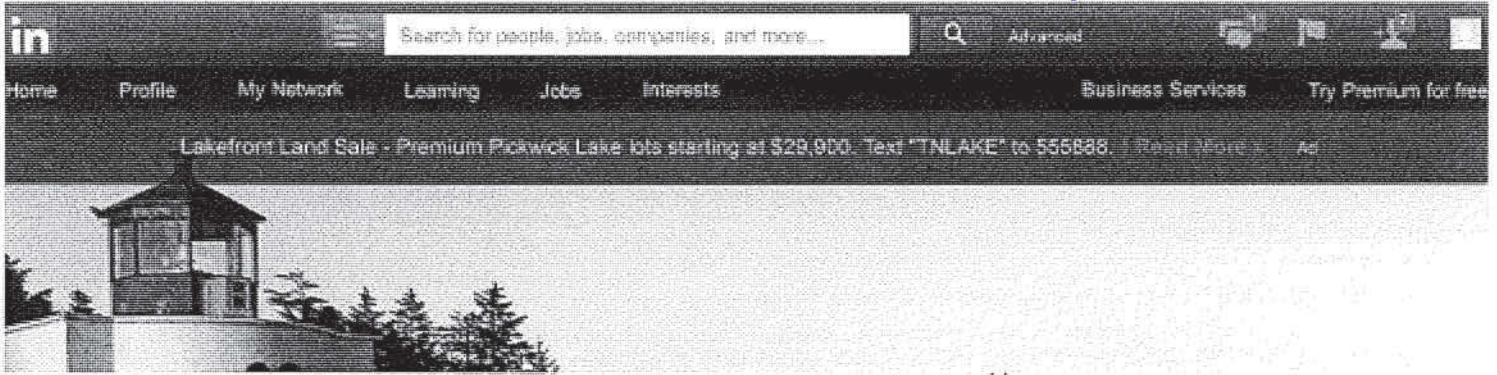 in
Search for people, jobs, companies, and more...
Advanced
Home Profile My Network Learning Jobs Interests Business Services Try Premium for free
Lakefront Land Sale - Premium Pickwick Lake lots starting at $29,900. Text "TNLAKE" to 555888. | Read More » Ad